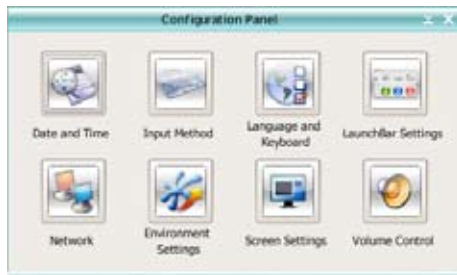 Configuration Panel
Date and Time
Input Method
Language and
Keyboard
LaunchBar Settings
Network
Environment
Settings
Screen Settings
Volume Control